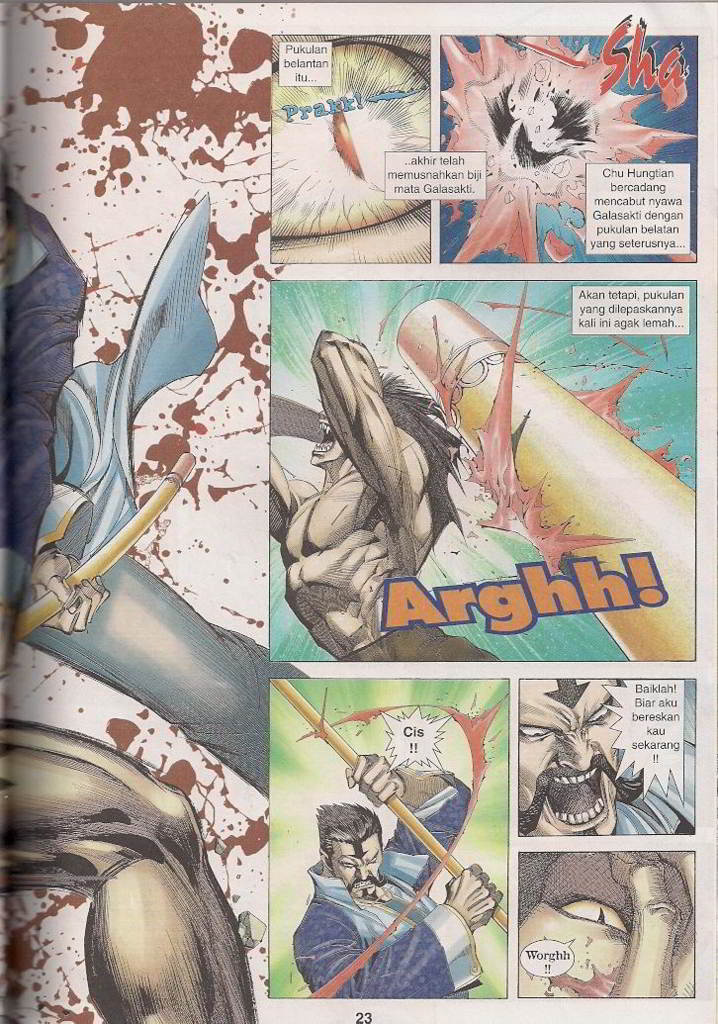 Pukulan
belantan
itu...
Prakk!
..akhir telah
memusnahkan biji
mata Galasakti.
Sha
Chu Hungtian
bercadang
mencabut nyawa
Galasakti dengan
pukulan belatan
yang seterusnya...
Akan tetapi, pukulan
yang dilepaskannya
kali ini agak lemah...
Arghh!
Cis
!!
Baiklah!
Biar aku
bereskan
kau
sekarang
!!
Worghh
!!
23